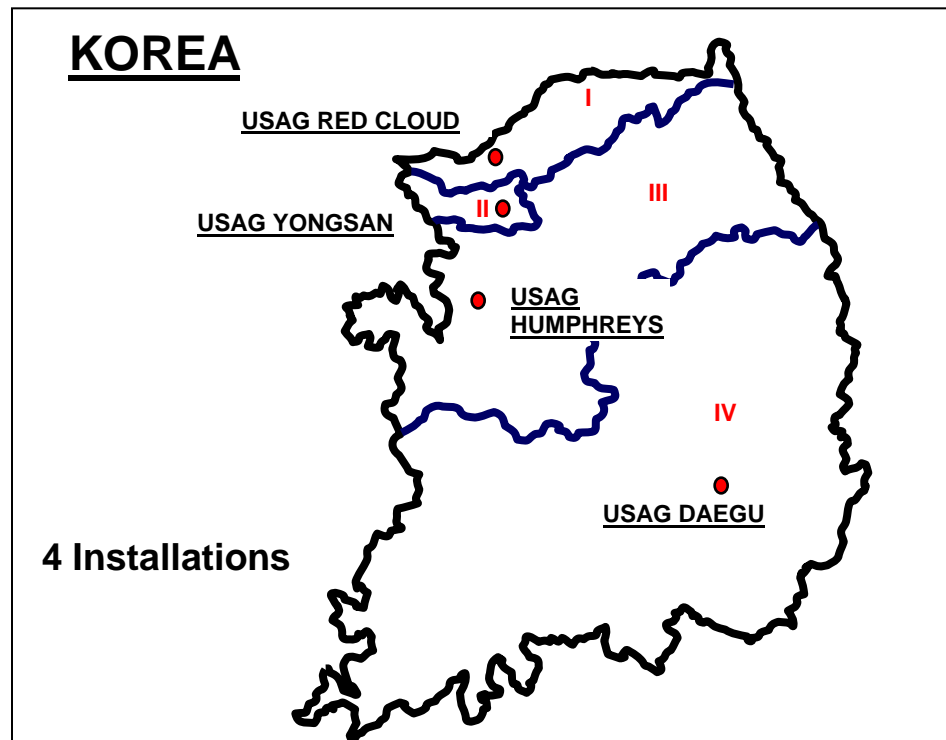 KOREA
I
USAG RED CLOUD
II
III
USAG YONGSAN
USAG
HUMPHREYS
IV
USAG DAEGU
4 Installations